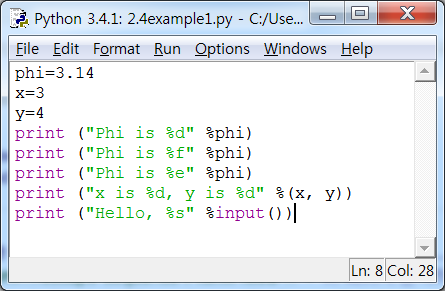 Python 3.4.1: 2.4example1.py - C:/Use...
File Edit Format Run Options Windows Help
phi=3.14
x=3
y=4
print ("Phi is %d" %phi)
print ("Phi is %f" %phi)
print ("Phi is %e" %phi)
print ("x is %d, y is %d" %(x, y))
print ("Hello, %s" %input())
Ln: 8 Col: 28